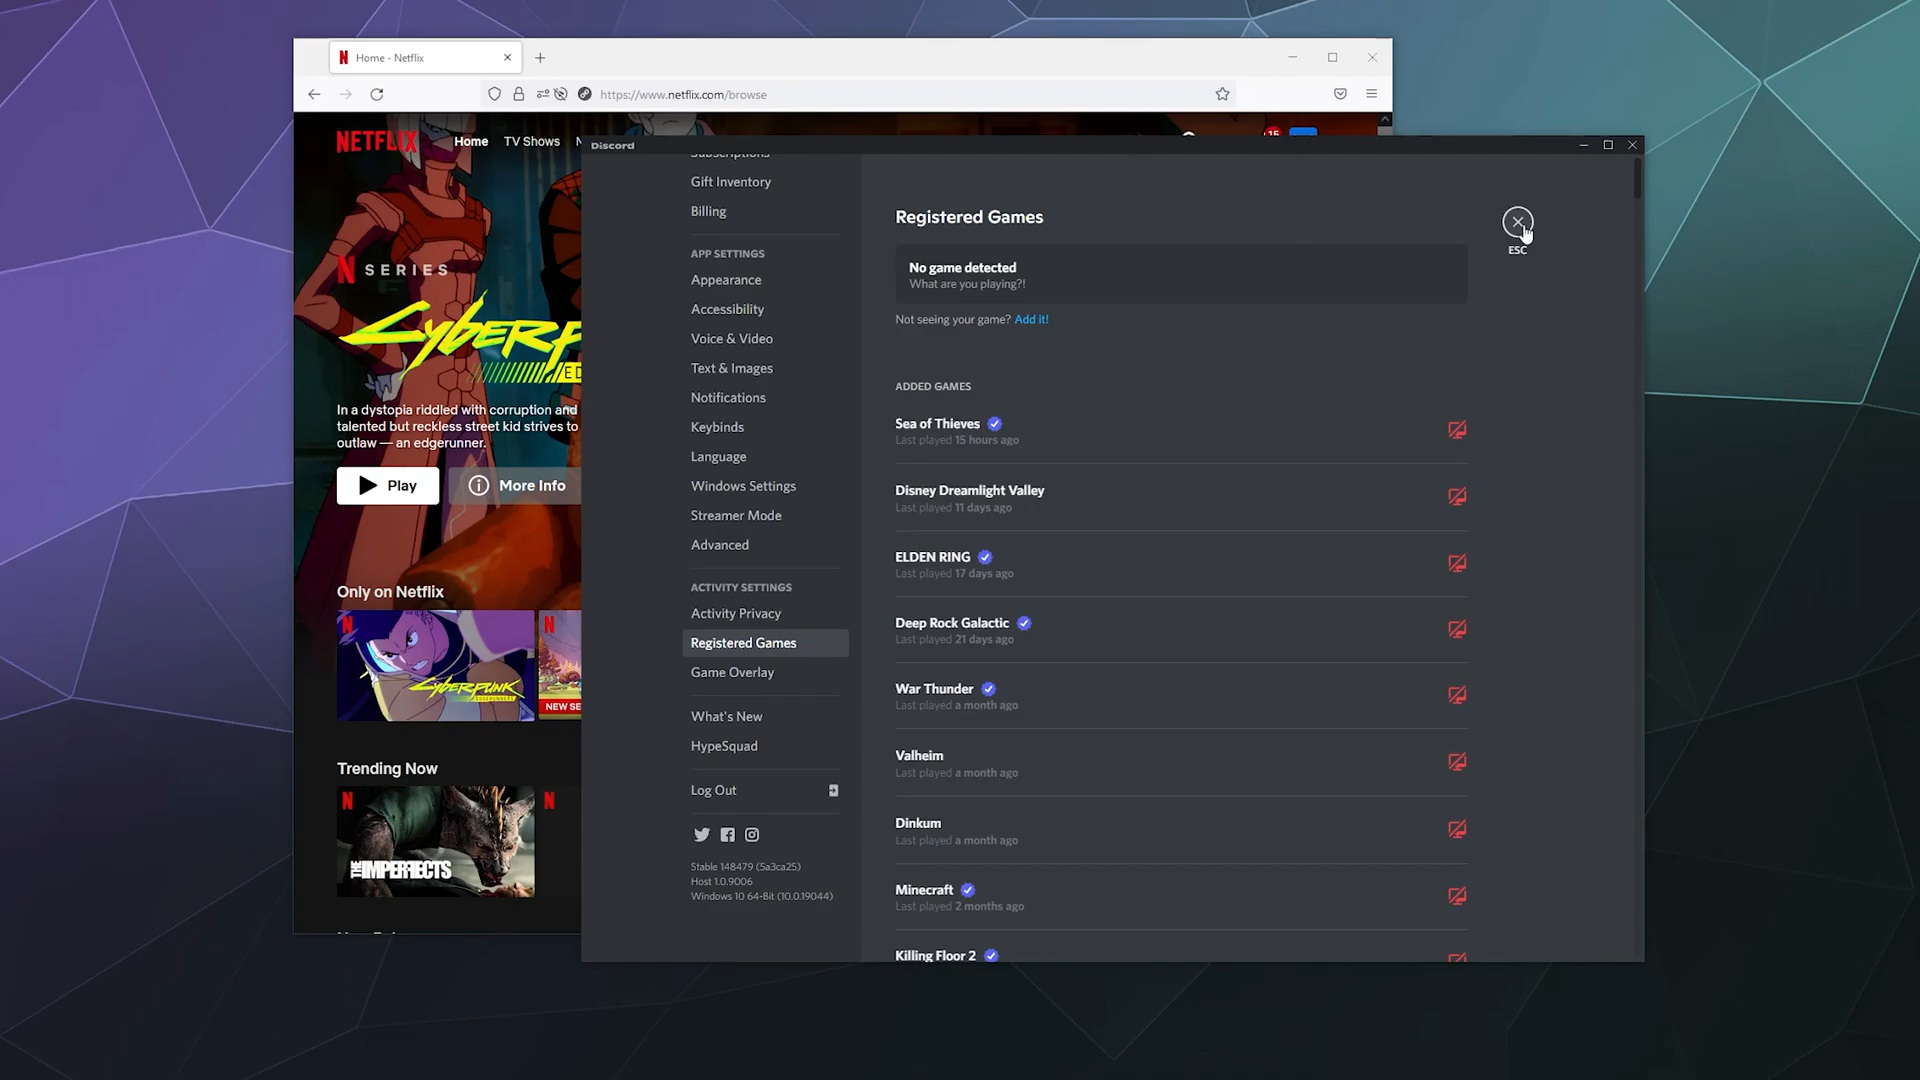 Home - Netflix
https://www.netflix.com/browse
NETFLIX
Home
TV Shows
15
N SERIES
CYBERP
ED
In a dystopia riddled with corruption and
talented but reckless street kid strives to
outlaw — an edgerunner.
Play
More Info
Only on Netflix
CYBERPUNK
EDGERUNNERS
NEW SE
Trending Now
THE IMPERFECTS
Discord
Subscriptions
Gift Inventory
Billing
APP SETTINGS
Appearance
Accessibility
Voice & Video
Text & Images
Notifications
Keybinds
Language
Windows Settings
Streamer Mode
Advanced
ACTIVITY SETTINGS
Activity Privacy
Registered Games
Game Overlay
What's New
HypeSquad
Log Out
Stable 148479 (5a3ca25)
Host 1.0.9006
Windows 10 64-Bit (10.0.19044)
Registered Games
ESC
No game detected
What are you playing?!
Not seeing your game? Add it!
ADDED GAMES
Sea of Thieves
Last played 15 hours ago
Disney Dreamlight Valley
Last played 11 days ago
ELDEN RING
Last played 17 days ago
Deep Rock Galactic
Last played 21 days ago
War Thunder
Last played a month ago
Valheim
Last played a month ago
Dinkum
Last played a month ago
Minecraft
Last played 2 months ago
Killing Floor 2